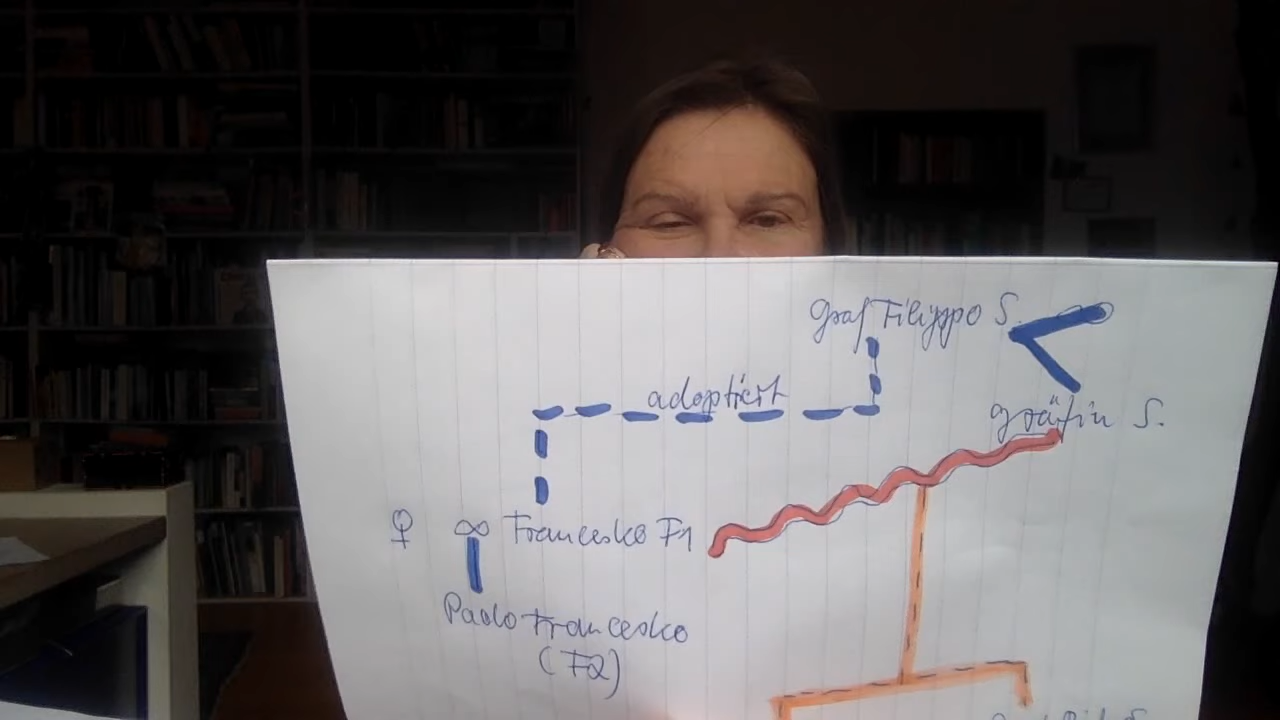 Graf Filippo S.
adoptiert
Gräfin S.
♀ ∞ Francesko F1
Paolo Francesko
(F2)